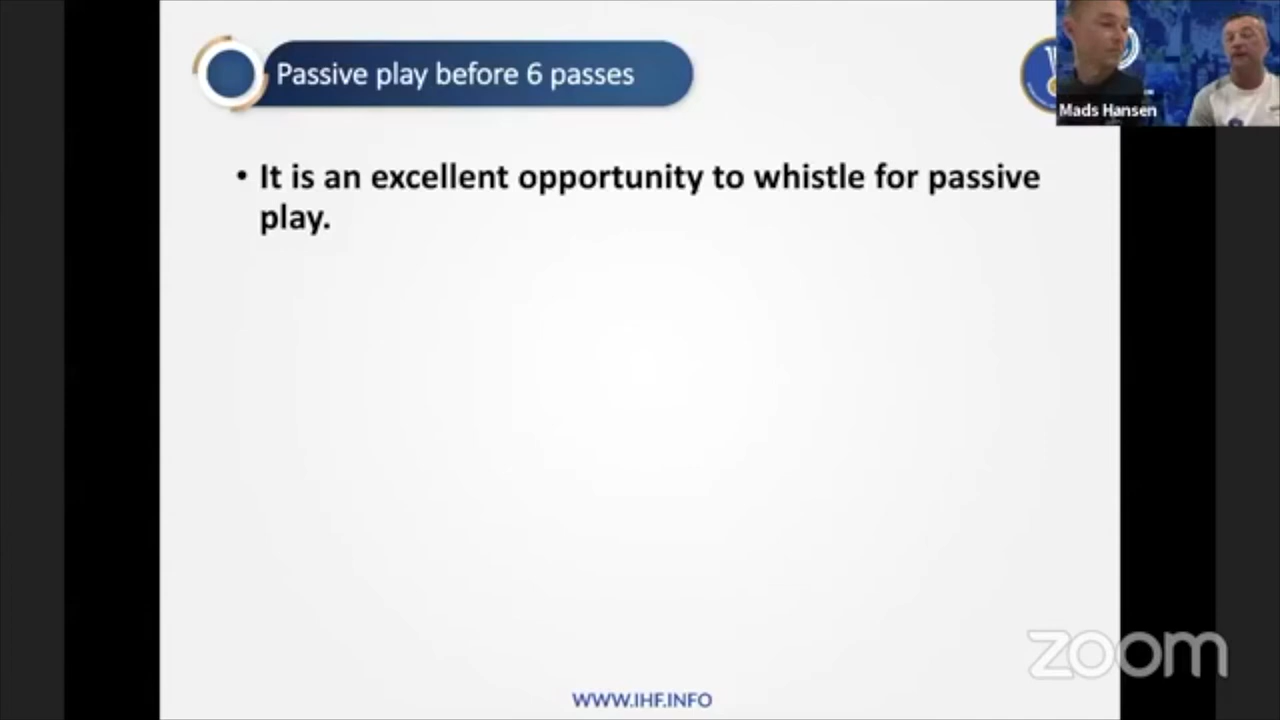 Passive play before 6 passes
Mads Hansen
• It is an excellent opportunity to whistle for passive
play.
zoom
WWW.IHF.INFO